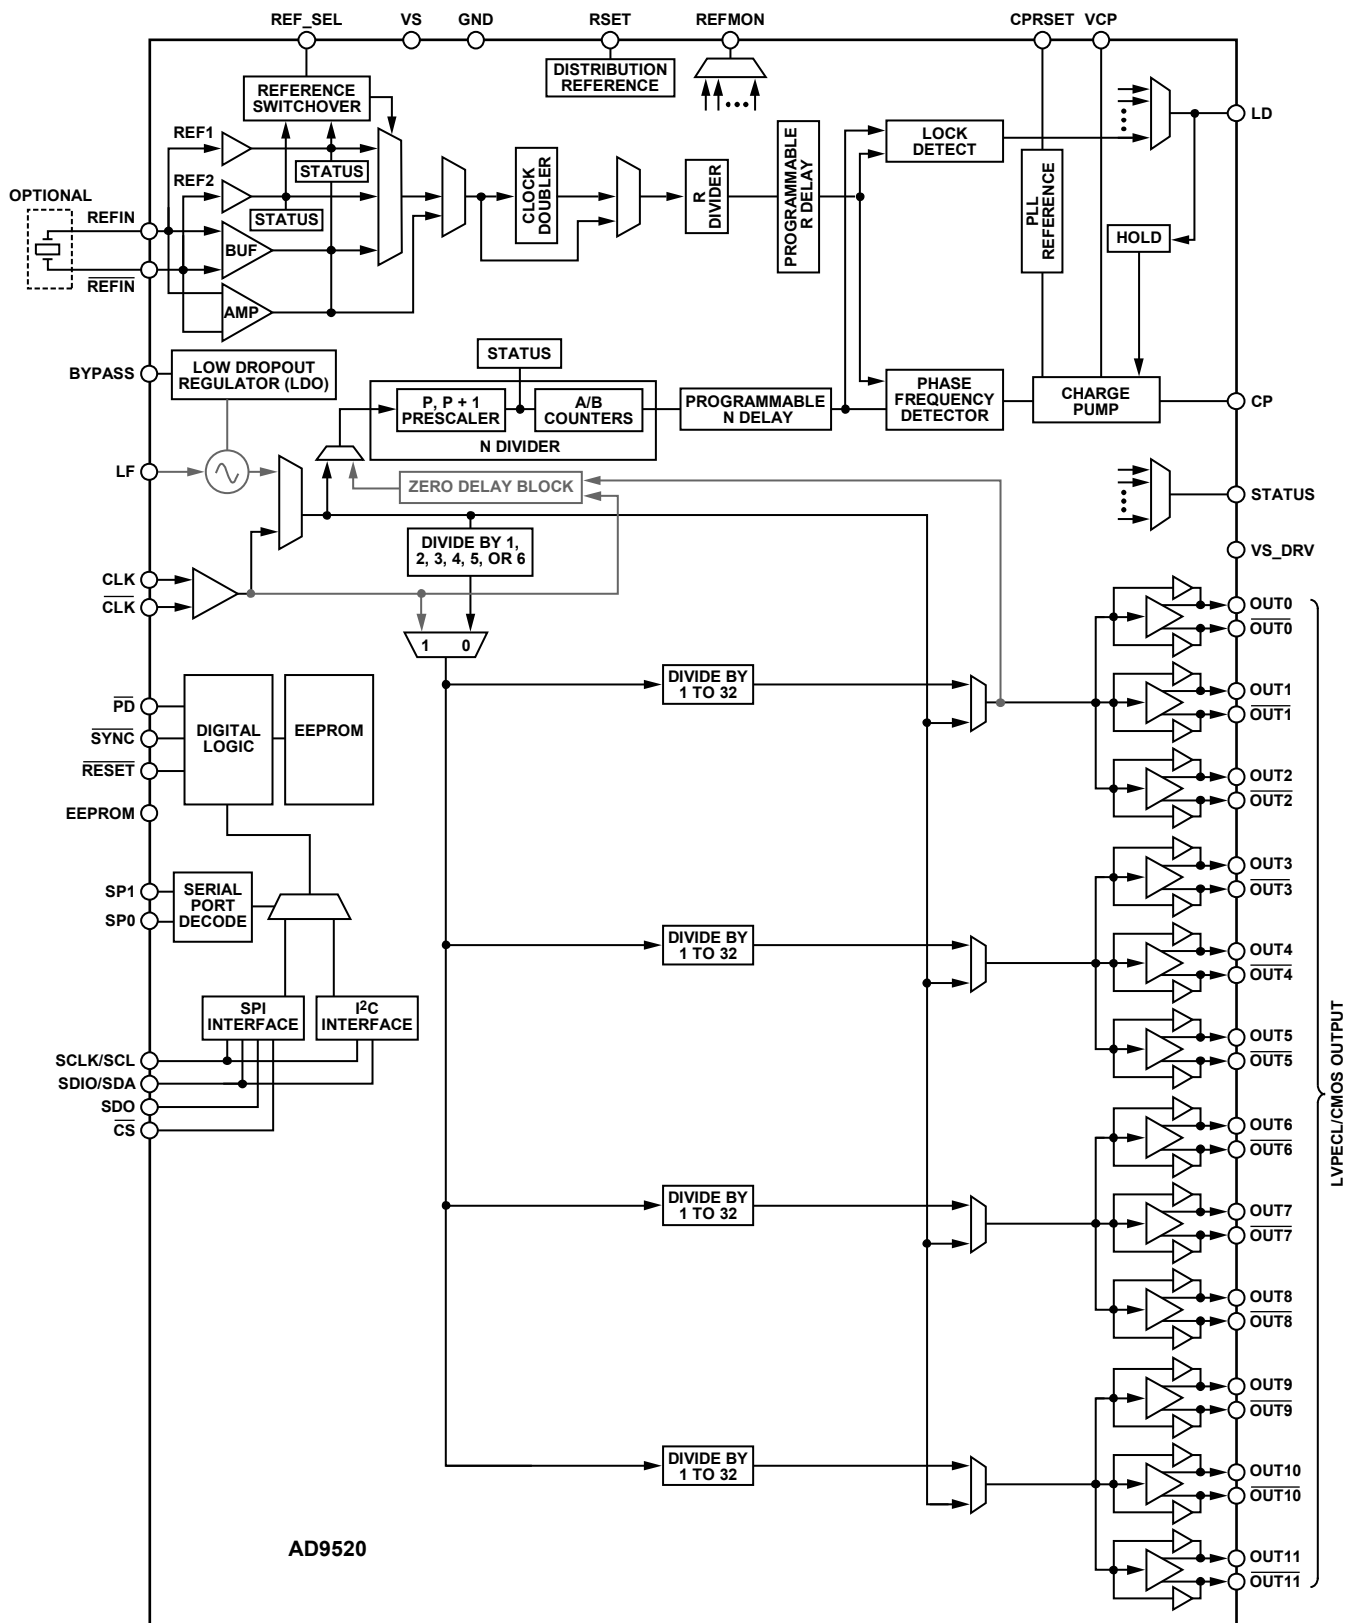 REF_SEL
VS
GND
RSET
REFMON
CPRSET
VCP
REFERENCE
SWITCHOVER
DISTRIBUTION
REFERENCE
LD
REF1
REF2
STATUS
STATUS
OPTIONAL
REFIN
REFIN
BUF
AMP
CLOCK
DOUBLER
R
DIVIDER
PROGRAMMABLE
R DELAY
LOCK
DETECT
PLL
REFERENCE
HOLD
BYPASS
LOW DROPOUT
REGULATOR (LDO)
STATUS
P, P + 1
PRESCALER
A/B
COUNTERS
N DIVIDER
PROGRAMMABLE
N DELAY
PHASE
FREQUENCY
DETECTOR
CHARGE
PUMP
CP
LF
ZERO DELAY BLOCK
STATUS
DIVIDE BY 1,
2, 3, 4, 5, OR 6
VS_DRV
CLK
CLK
1 0
OUT0
OUT0
DIVIDE BY
1 TO 32
OUT1
OUT1
OUT2
OUT2
PD
SYNC
RESET
EEPROM
DIGITAL
LOGIC
EEPROM
SP1
SP0
SERIAL
PORT
DECODE
OUT3
OUT3
DIVIDE BY
1 TO 32
OUT4
OUT4
OUT5
OUT5
SPI
INTERFACE
I2C
INTERFACE
SCLK/SCL
SDIO/SDA
SDO
CS
LVPECL/CMOS OUTPUT
OUT6
OUT6
DIVIDE BY
1 TO 32
OUT7
OUT7
OUT8
OUT8
OUT9
OUT9
DIVIDE BY
1 TO 32
OUT10
OUT10
OUT11
OUT11
AD9520